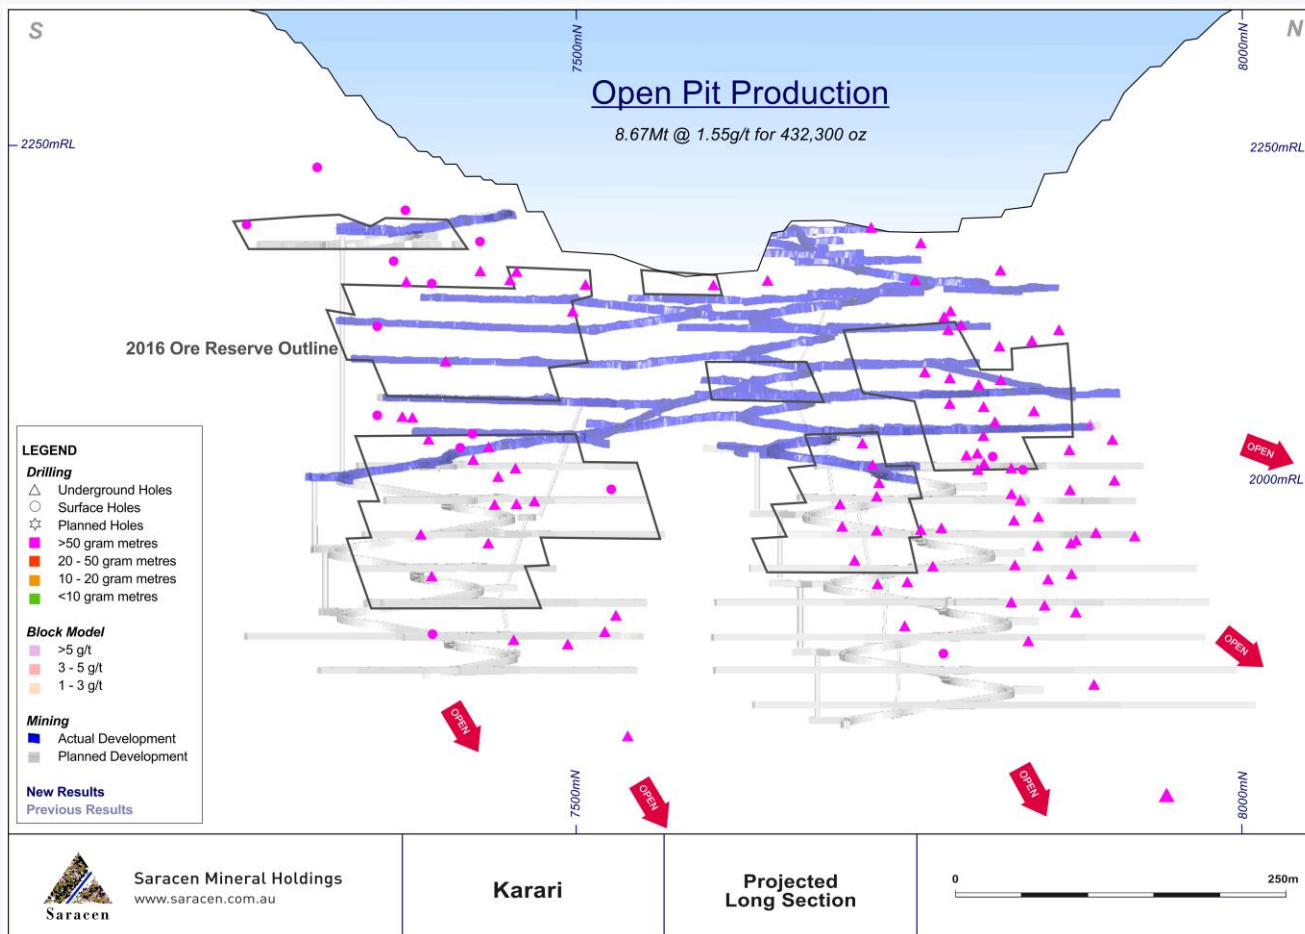 S
7500mN
8000mN
N
Open Pit Production
8.67Mt @ 1.55g/t for 432,300 oz
2250mRL
2250mRL
2016 Ore Reserve Outline
LEGEND
Drilling
Underground Holes
Surface Holes
Planned Holes
>50 gram metres
20 - 50 gram metres
10 - 20 gram metres
<10 gram metres
Block Model
>5 g/t
3 - 5 g/t
1 - 3 g/t
Mining
Actual Development
Planned Development
New Results
Previous Results
OPEN
2000mRL
OPEN
OPEN
OPEN
OPEN
7500mN
8000mN
Saracen
Saracen Mineral Holdings
www.saracen.com.au
Karari
Projected
Long Section
0
250m